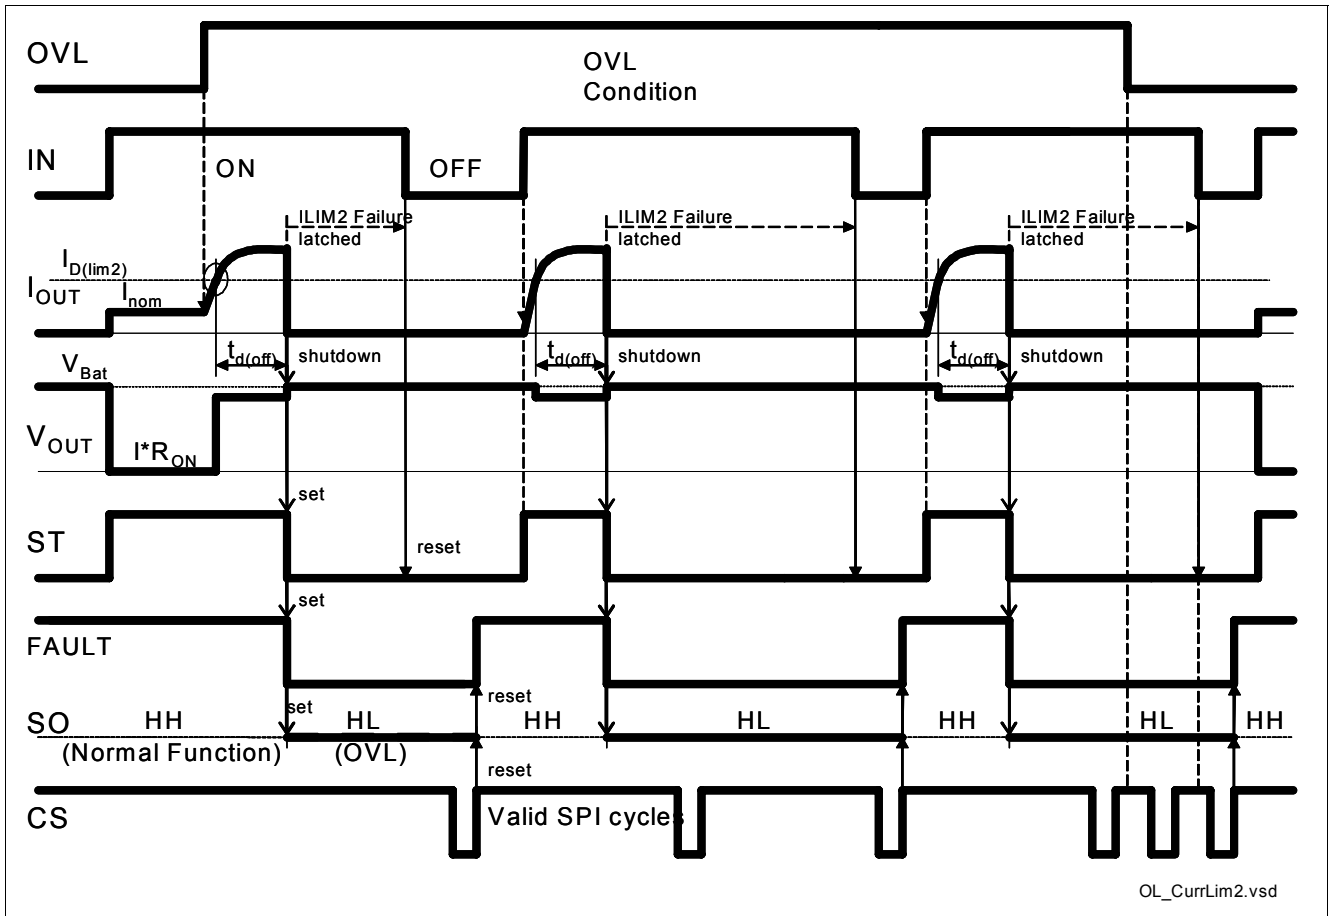 OVL
OVL
Condition
IN
ON
OFF
ILIM2 Failure
latched
ILIM2 Failure
latched
ILIM2 Failure
latched
I_D(lim2)
I_OUT
I_nom
t_d(off)
shutdown
t_d(off)
shutdown
t_d(off)
shutdown
V_Bat
V_OUT
I*R_ON
set
ST
reset
set
FAULT
reset
set
SO
HH
HL
HH
HL
HH
HL
HH
(Normal Function)
(OVL)
reset
CS
Valid SPI cycles
OL_CurrLim2.vsd